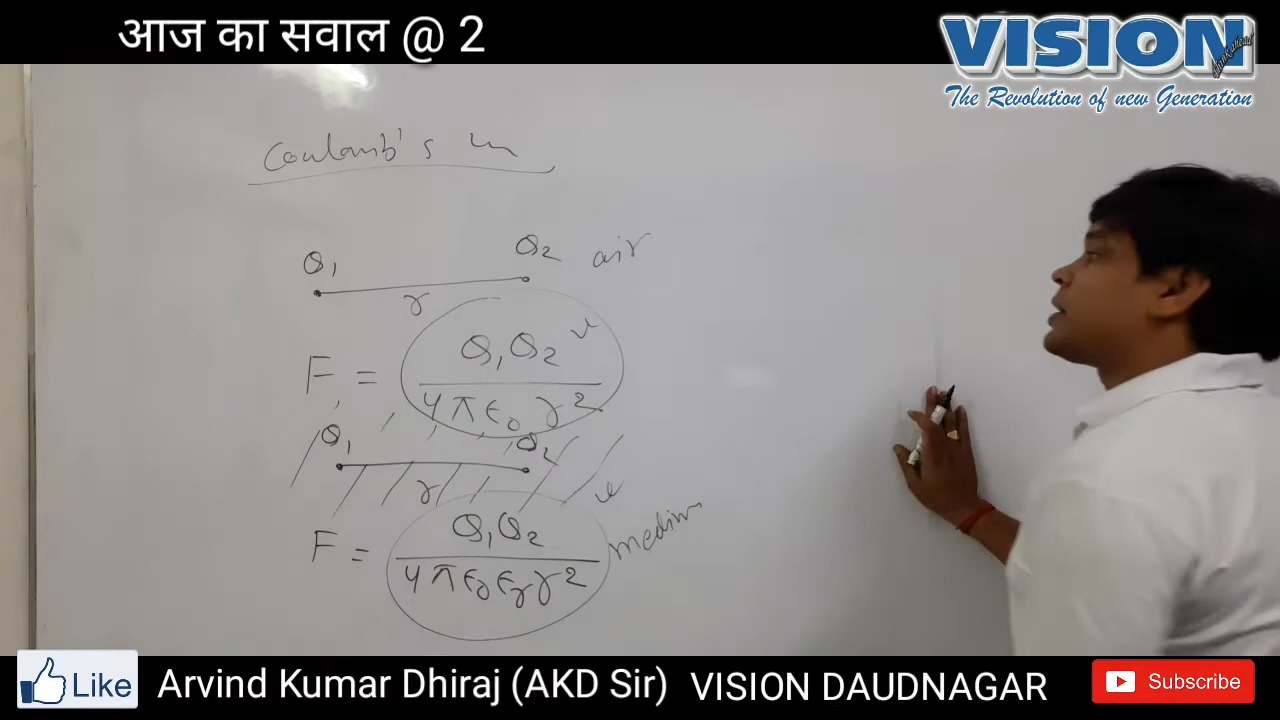 आज का सवाल @ 2
VISION
The Revolution of new Generation
Coulomb's
Q₁ Q₂ air
r
F = Q₁Q₂ / 4πε₀r²
Q₁ Q₂
r
F = Q₁Q₂ / 4πε₀εᵣr²
medium
Like
Arvind Kumar Dhiraj (AKD Sir) VISION DAUDNAGAR
Subscribe